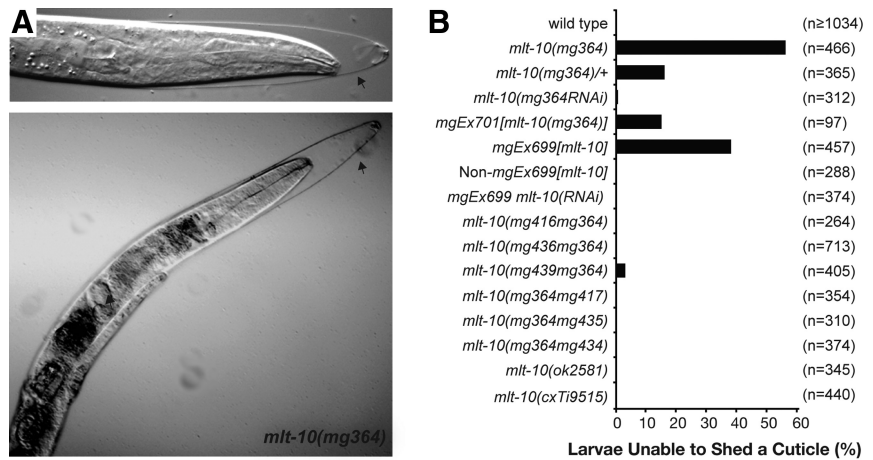 A
mlt-10(mg364)
B
wild type (n≥1034)
mlt-10(mg364) (n=466)
mlt-10(mg364)/+ (n=365)
mlt-10(mg364RNAi) (n=312)
mgEx701[mlt-10(mg364)] (n=97)
mgEx699[mlt-10] (n=457)
Non-mgEx699[mlt-10] (n=288)
mgEx699 mlt-10(RNAi) (n=374)
mlt-10(mg416mg364) (n=264)
mlt-10(mg436mg364) (n=713)
mlt-10(mg439mg364) (n=405)
mlt-10(mg364mg417) (n=354)
mlt-10(mg364mg435) (n=310)
mlt-10(mg364mg434) (n=374)
mlt-10(ok2581) (n=345)
mlt-10(cxTi9515) (n=440)
0 10 20 30 40 50 60
Larvae Unable to Shed a Cuticle (%)